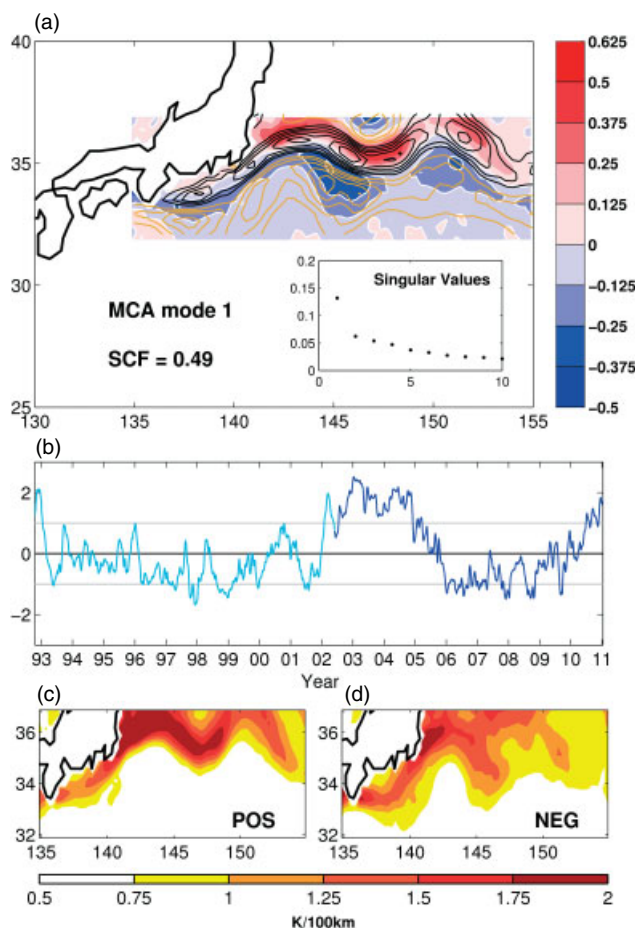 (a)
40
35
30
25
130
135
140
145
150
155
MCA mode 1
SCF = 0.49
Singular Values
0.2
0.15
0.1
0.05
0
0 5 10
0.625
0.5
0.375
0.25
0.125
0
-0.125
-0.25
-0.375
-0.5
(b)
2
0
-2
93 94 95 96 97 98 99 00 01 02 03 04 05 06 07 08 09 10 11
Year
(c)
36
34
32
135 140 145 150
POS
(d)
36
34
32
135 140 145 150
NEG
0.5 0.75 1 1.25 1.5 1.75 2
K/100km